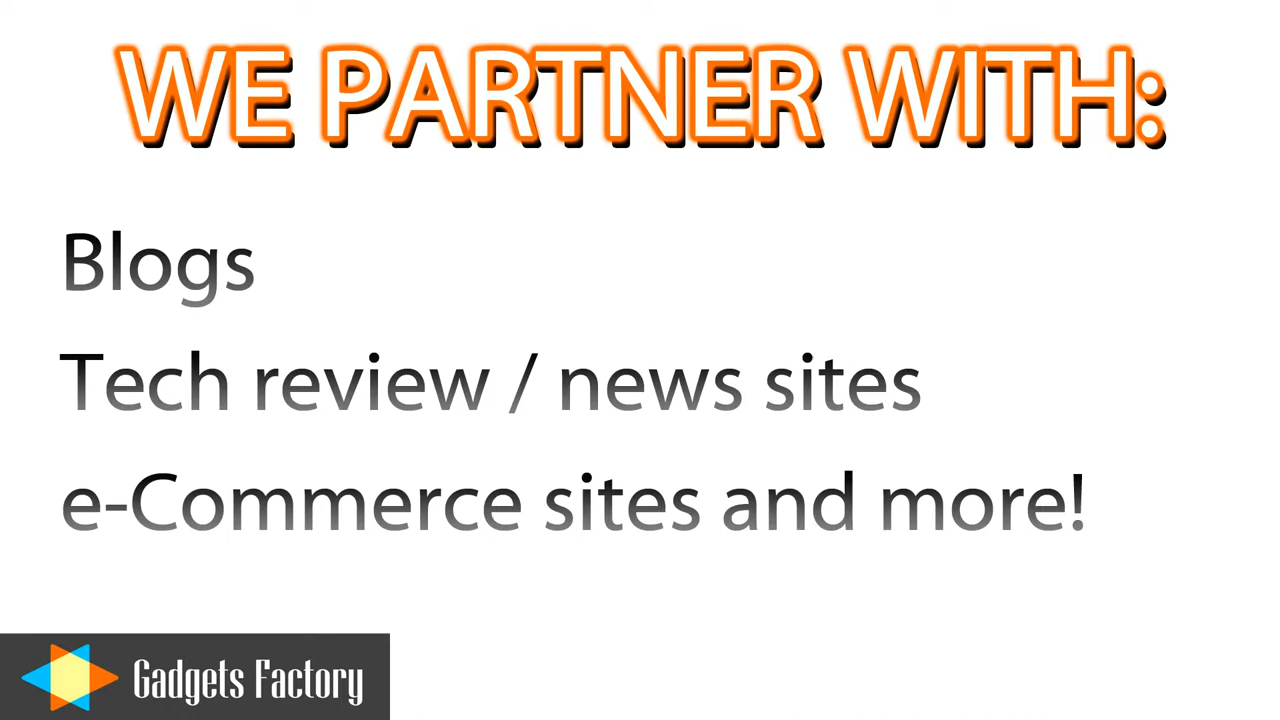 WE PARTNER WITH:
Blogs
Tech review / news sites
e-Commerce sites and more!
Gadgets Factory